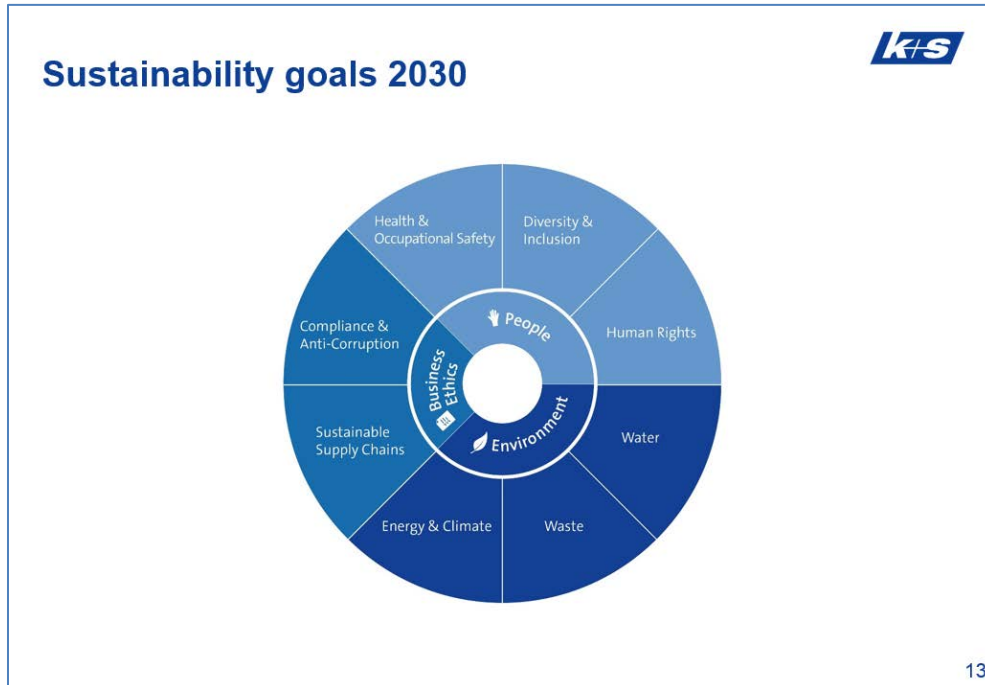 k+s
Sustainability goals 2030
Health &
Occupational Safety
Diversity &
Inclusion
Compliance &
Anti-Corruption
People
Human Rights
Business
Ethics
Sustainable
Supply Chains
Environment
Water
Energy & Climate
Waste
13